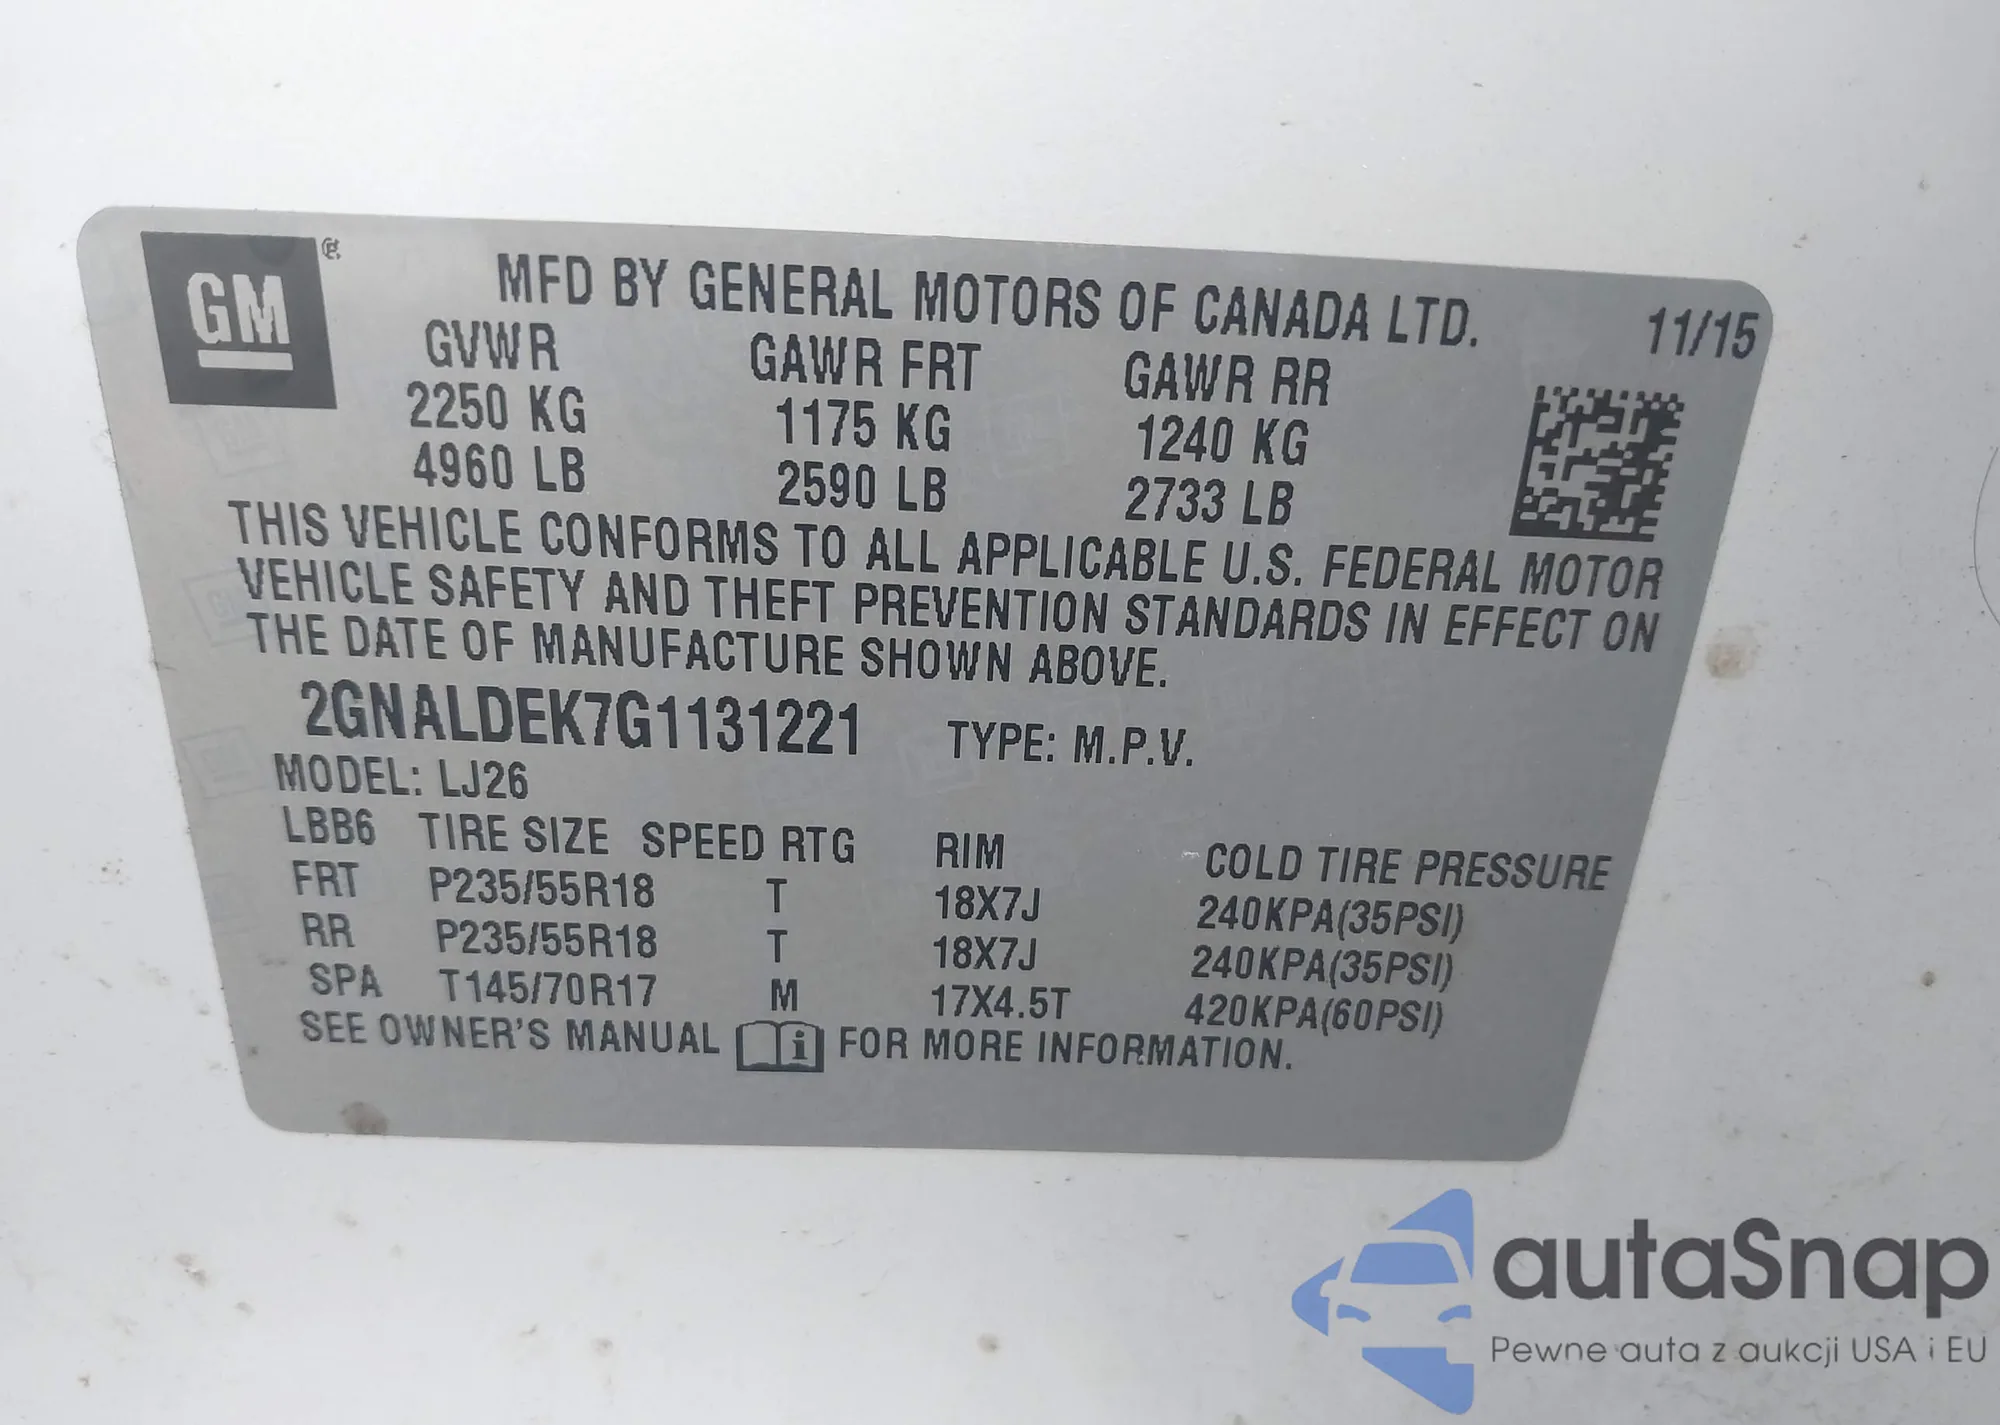 GM ®
MFD BY GENERAL MOTORS OF CANADA LTD. 11/15
GVWR GAWR FRT GAWR RR
2250 KG 1175 KG 1240 KG
4960 LB 2590 LB 2733 LB
THIS VEHICLE CONFORMS TO ALL APPLICABLE U.S. FEDERAL MOTOR
VEHICLE SAFETY AND THEFT PREVENTION STANDARDS IN EFFECT ON
THE DATE OF MANUFACTURE SHOWN ABOVE.
2GNALDEK7G1131221 TYPE: M.P.V.
MODEL: LJ26
LBB6 TIRE SIZE SPEED RTG RIM COLD TIRE PRESSURE
FRT P235/55R18 T 18X7J 240KPA(35PSI)
RR P235/55R18 T 18X7J 240KPA(35PSI)
SPA T145/70R17 M 17X4.5T 420KPA(60PSI)
SEE OWNER'S MANUAL i FOR MORE INFORMATION.
autaSnap
Pewne auta z aukcji USA i EU